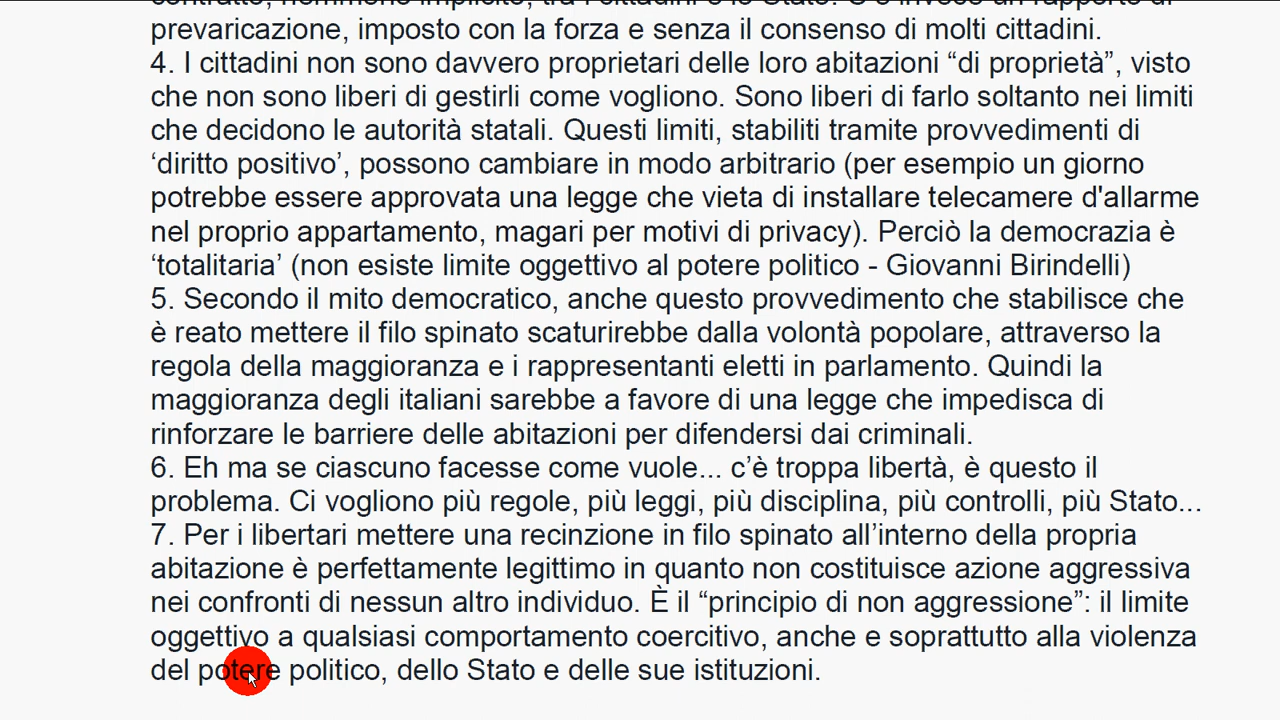 contratto, nemmeno implicito, tra i cittadini e lo Stato. C'è invece un rapporto di
prevaricazione, imposto con la forza e senza il consenso di molti cittadini.
4. I cittadini non sono davvero proprietari delle loro abitazioni “di proprietà”, visto
che non sono liberi di gestirli come vogliono. Sono liberi di farlo soltanto nei limiti
che decidono le autorità statali. Questi limiti, stabiliti tramite provvedimenti di
‘diritto positivo’, possono cambiare in modo arbitrario (per esempio un giorno
potrebbe essere approvata una legge che vieta di installare telecamere d'allarme
nel proprio appartamento, magari per motivi di privacy). Perciò la democrazia è
‘totalitaria’ (non esiste limite oggettivo al potere politico - Giovanni Birindelli)
5. Secondo il mito democratico, anche questo provvedimento che stabilisce che
è reato mettere il filo spinato scaturirebbe dalla volontà popolare, attraverso la
regola della maggioranza e i rappresentanti eletti in parlamento. Quindi la
maggioranza degli italiani sarebbe a favore di una legge che impedisca di
rinforzare le barriere delle abitazioni per difendersi dai criminali.
6. Eh ma se ciascuno facesse come vuole... c’è troppa libertà, è questo il
problema. Ci vogliono più regole, più leggi, più disciplina, più controlli, più Stato...
7. Per i libertari mettere una recinzione in filo spinato all’interno della propria
abitazione è perfettamente legittimo in quanto non costituisce azione aggressiva
nei confronti di nessun altro individuo. È il “principio di non aggressione”: il limite
oggettivo a qualsiasi comportamento coercitivo, anche e soprattutto alla violenza
del potere politico, dello Stato e delle sue istituzioni.